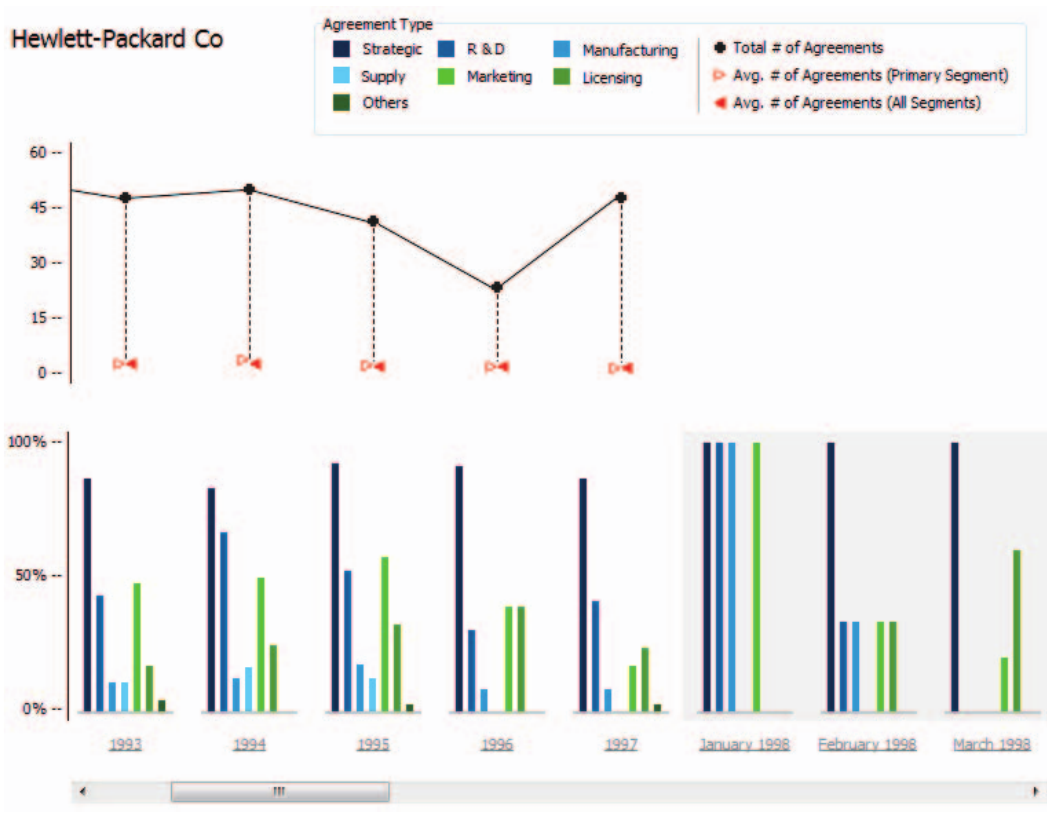 Hewlett-Packard Co
Agreement Type
Strategic R & D Manufacturing
Supply Marketing Licensing
Others
Total # of Agreements
Avg. # of Agreements (Primary Segment)
Avg. # of Agreements (All Segments)
60 --
45 --
30 --
15 --
0 --
100% --
50% --
0% --
1993 1994 1995 1996 1997 January 1998 February 1998 March 1998